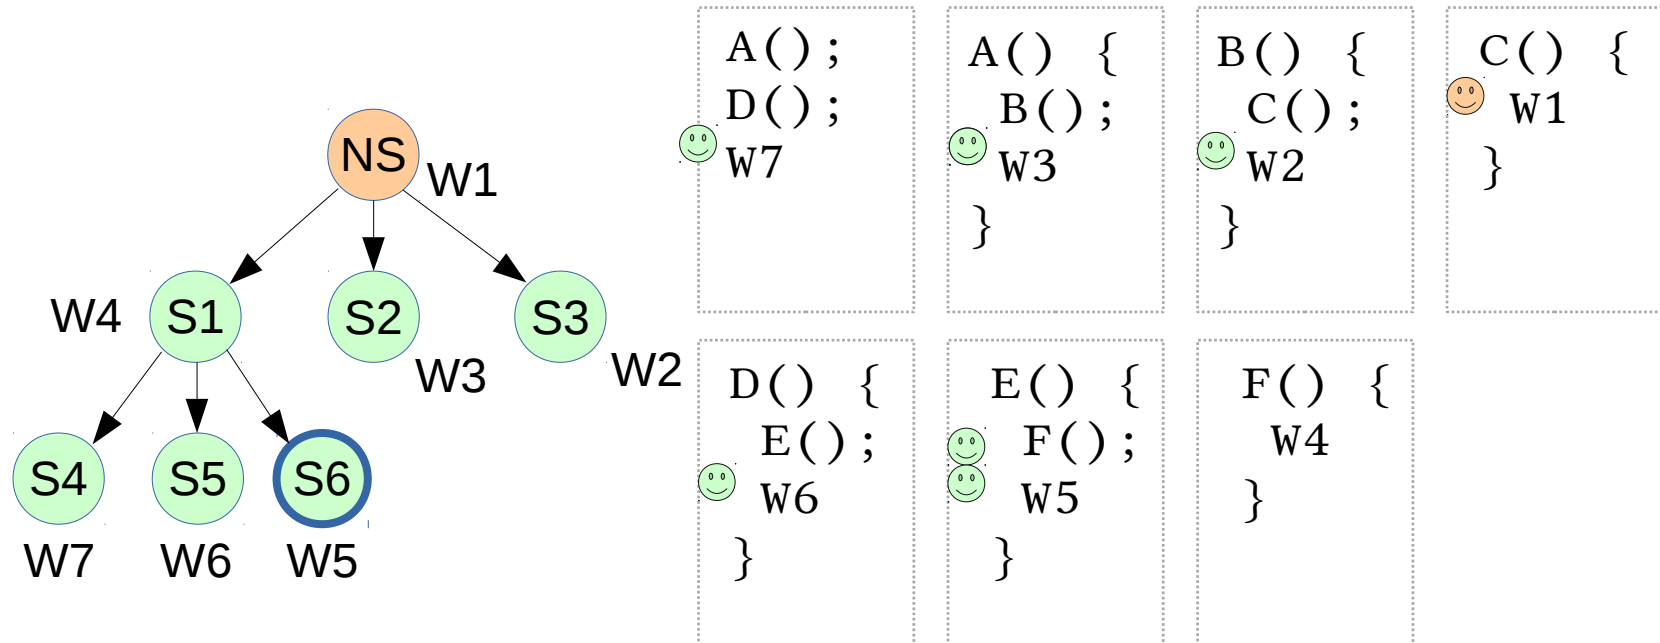 NS
W1
S1
S2
S3
W4
W3
W2
S4
S5
S6
W7
W6
W5
A();
D();
W7
A() {
B();
W3
}
B() {
C();
W2
}
C() {
W1
}
D() {
E();
W6
}
E() {
F();
W5
}
F() {
W4
}